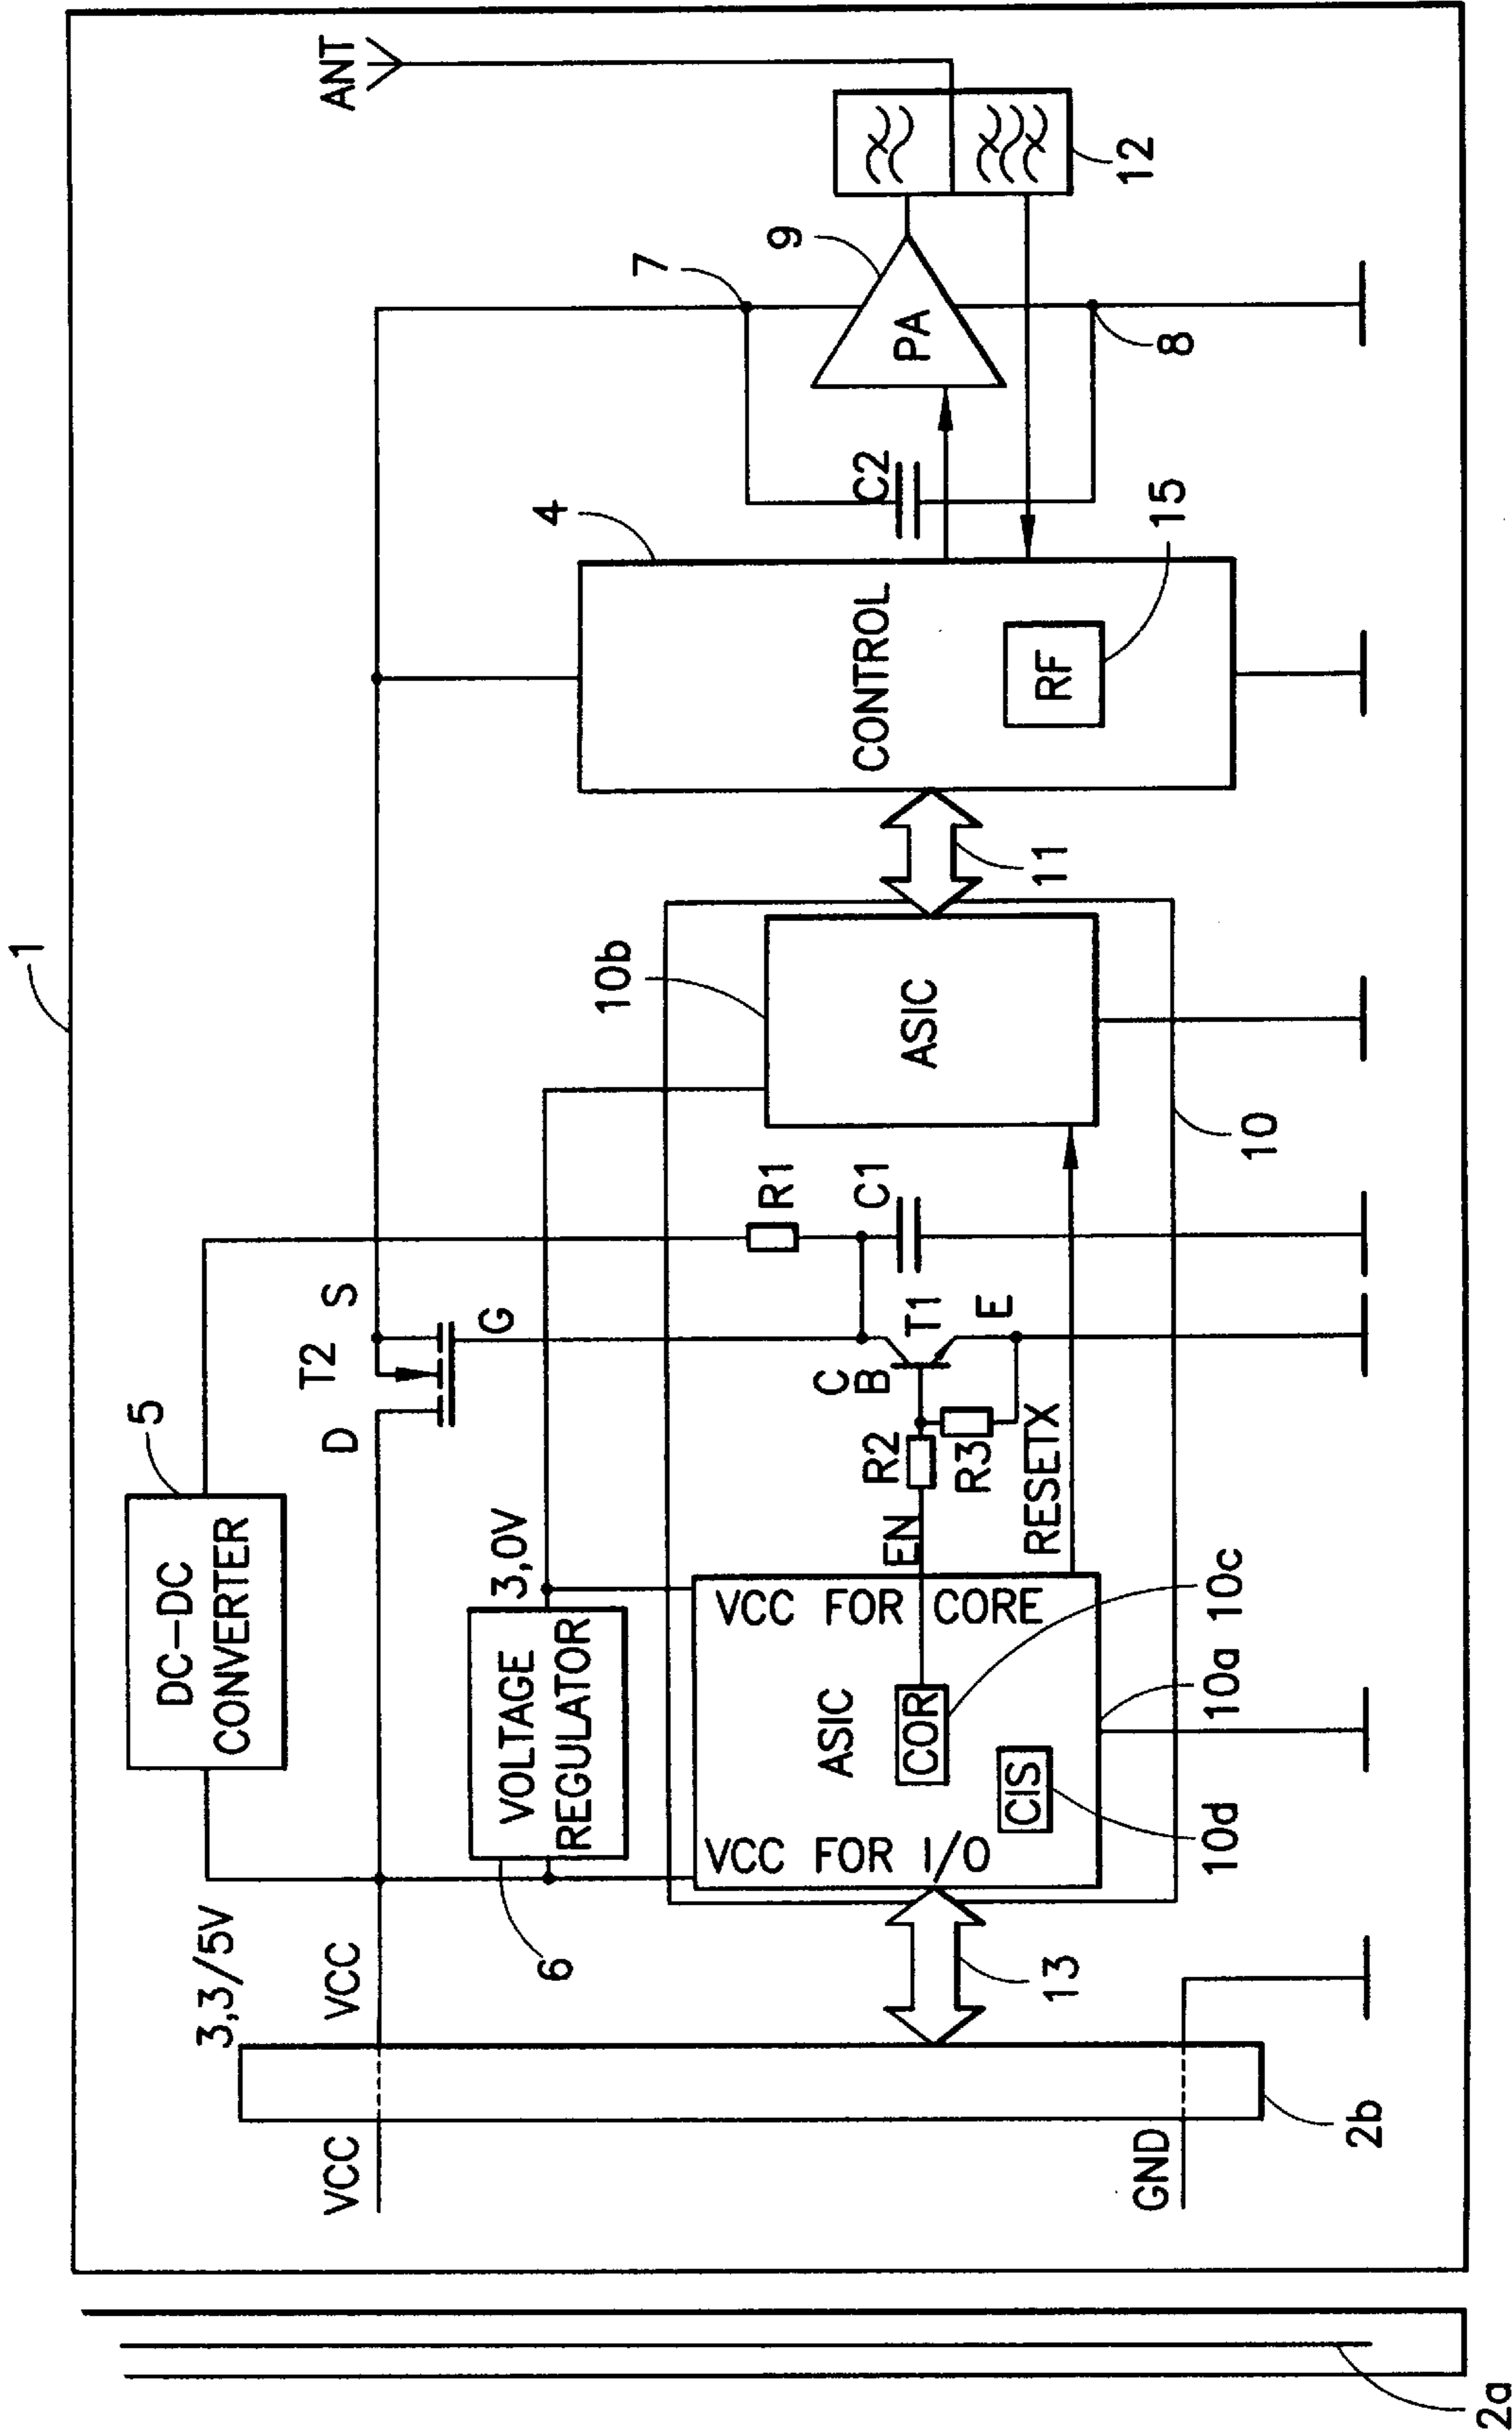 1
5
DC-DC
CONVERTER
3,3/5V
VCC
VCC
D
T2
S
G
ANT
6
VOLTAGE
REGULATOR
3,0V
R1
C1
10b
ASIC
4
CONTROL
RF
15
C2
7
9
PA
8
12
11
10
VCC FOR I/O
VCC FOR CORE
ASIC
COR
CIS
EN
R2
R3
C
B
T1
E
RESETX
10c
10a
10d
13
GND
2b
2a